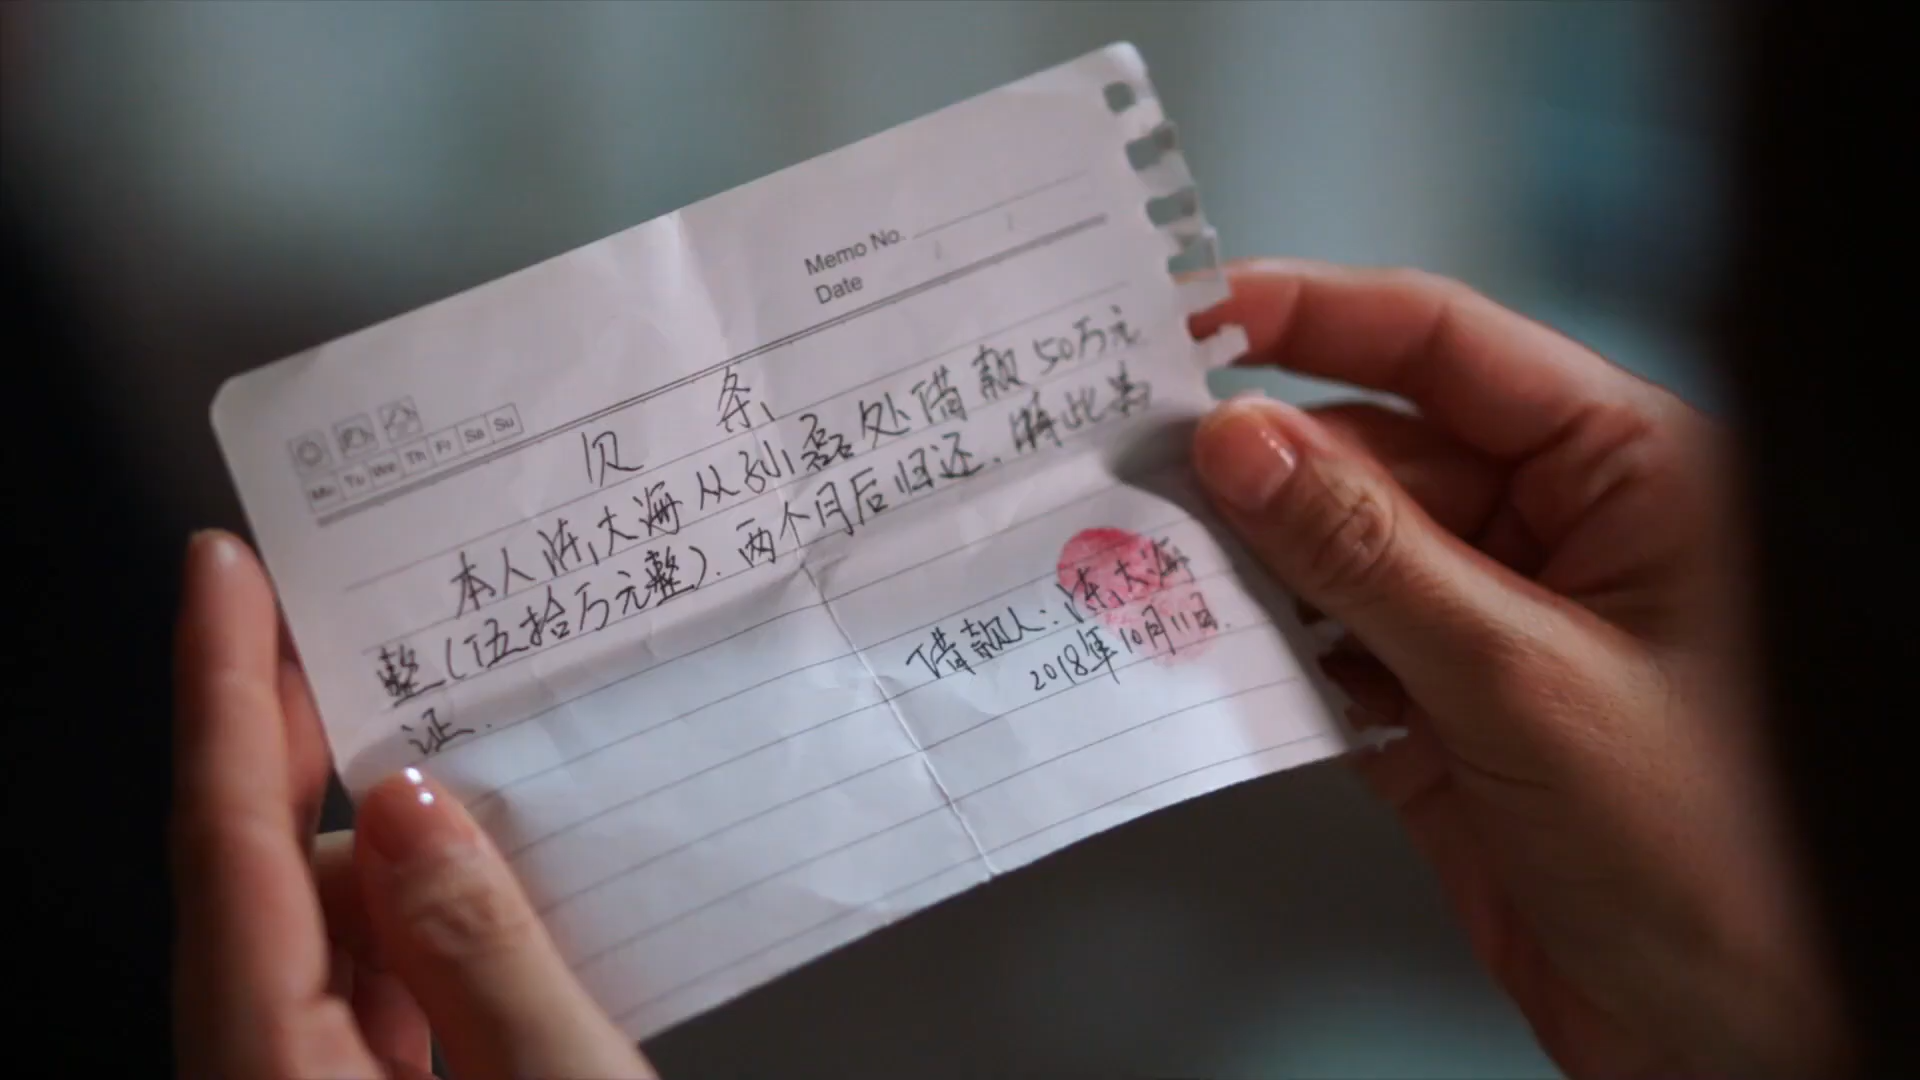 Memo No.
Date
Mo Tu We Th Fr Sa Su
贝 条
本人陈大海从孙磊处借款50万元
整(伍拾万元整). 两个月后归还. 特此为
证.
借款人:陈大海
2018年10月11日.